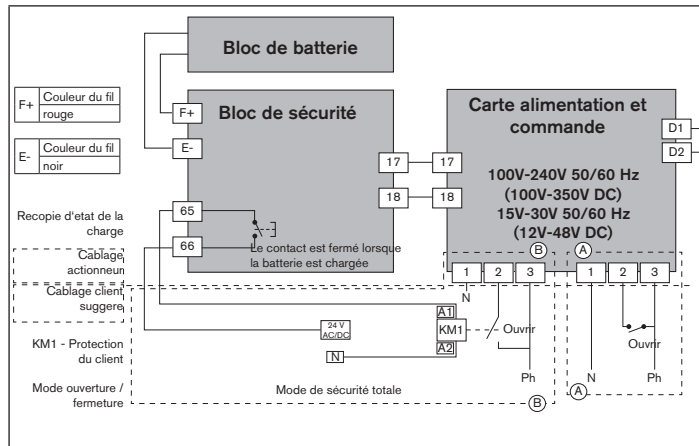 Bloc de batterie
F+ Couleur du fil
rouge
E- Couleur du fil
noir
F+
E-
Bloc de sécurité
17
18
65
66
Le contact est fermé lorsque
la batterie est chargée
17
18
Carte alimentation et
commande
100V-240V 50/60 Hz
(100V-350V DC)
15V-30V 50/60 Hz
(12V-48V DC)
D1
D2
B
A
1 2 3
1 2 3
Recopie d'etat de la
charge
Cablage
actionneur
Cablage client
suggere
KM1 - Protection
du client
Mode ouverture /
fermeture
24 V
AC/DC
N
A1
KM1
A2
N
Ouvrir
Ph
Mode de sécurité totale
B
Ouvrir
N
Ph
A